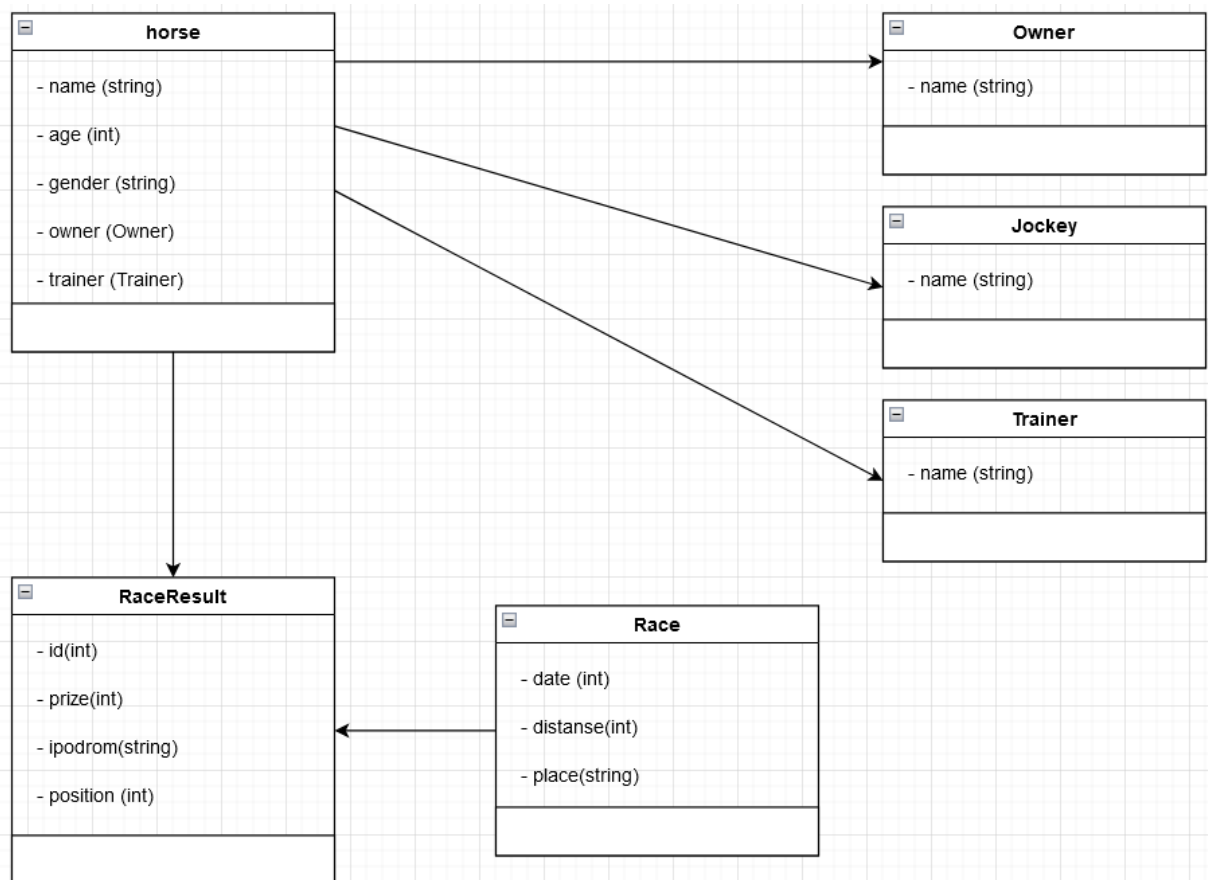 horse
- name (string)
- age (int)
- gender (string)
- owner (Owner)
- trainer (Trainer)
Owner
- name (string)
Jockey
- name (string)
Trainer
- name (string)
RaceResult
- id(int)
- prize(int)
- ipodrom(string)
- position (int)
Race
- date (int)
- distanse(int)
- place(string)